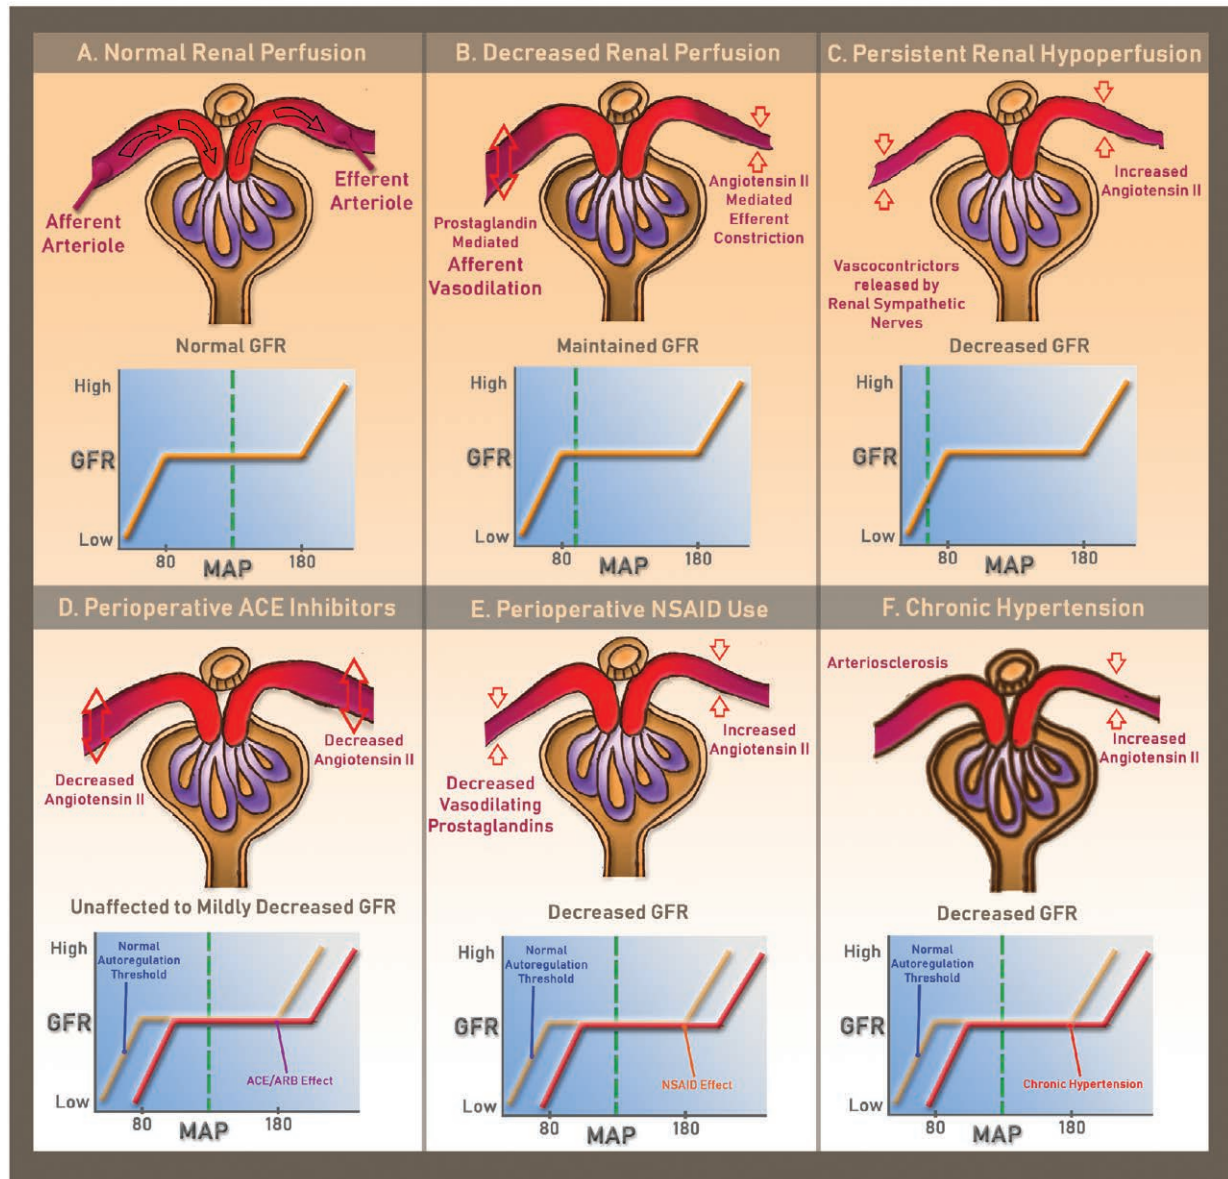 A. Normal Renal Perfusion
Afferent
Arteriole
Efferent
Arteriole
Normal GFR
High
GFR
Low
80
MAP
180
B. Decreased Renal Perfusion
Prostaglandin
Mediated
Afferent
Vasodilation
Angiotensin II
Mediated
Efferent
Constriction
Maintained GFR
High
GFR
Low
80
MAP
180
C. Persistent Renal Hypoperfusion
Increased
Angiotensin II
Vascocontrictors
released by
Renal Sympathetic
Nerves
Decreased GFR
High
GFR
Low
80
MAP
180
D. Perioperative ACE Inhibitors
Decreased
Angiotensin II
Decreased
Angiotensin II
Unaffected to Mildly Decreased GFR
High
Normal
Autoregulation
Threshold
GFR
ACE/ARB Effect
Low
80
MAP
180
E. Perioperative NSAID Use
Increased
Angiotensin II
Decreased
Vasodilating
Prostaglandins
Decreased GFR
High
Normal
Autoregulation
Threshold
GFR
NSAID Effect
Low
80
MAP
180
F. Chronic Hypertension
Arteriosclerosis
Increased
Angiotensin II
Decreased GFR
High
Normal
Autoregulation
Threshold
GFR
Chronic Hypertension
Low
80
MAP
180